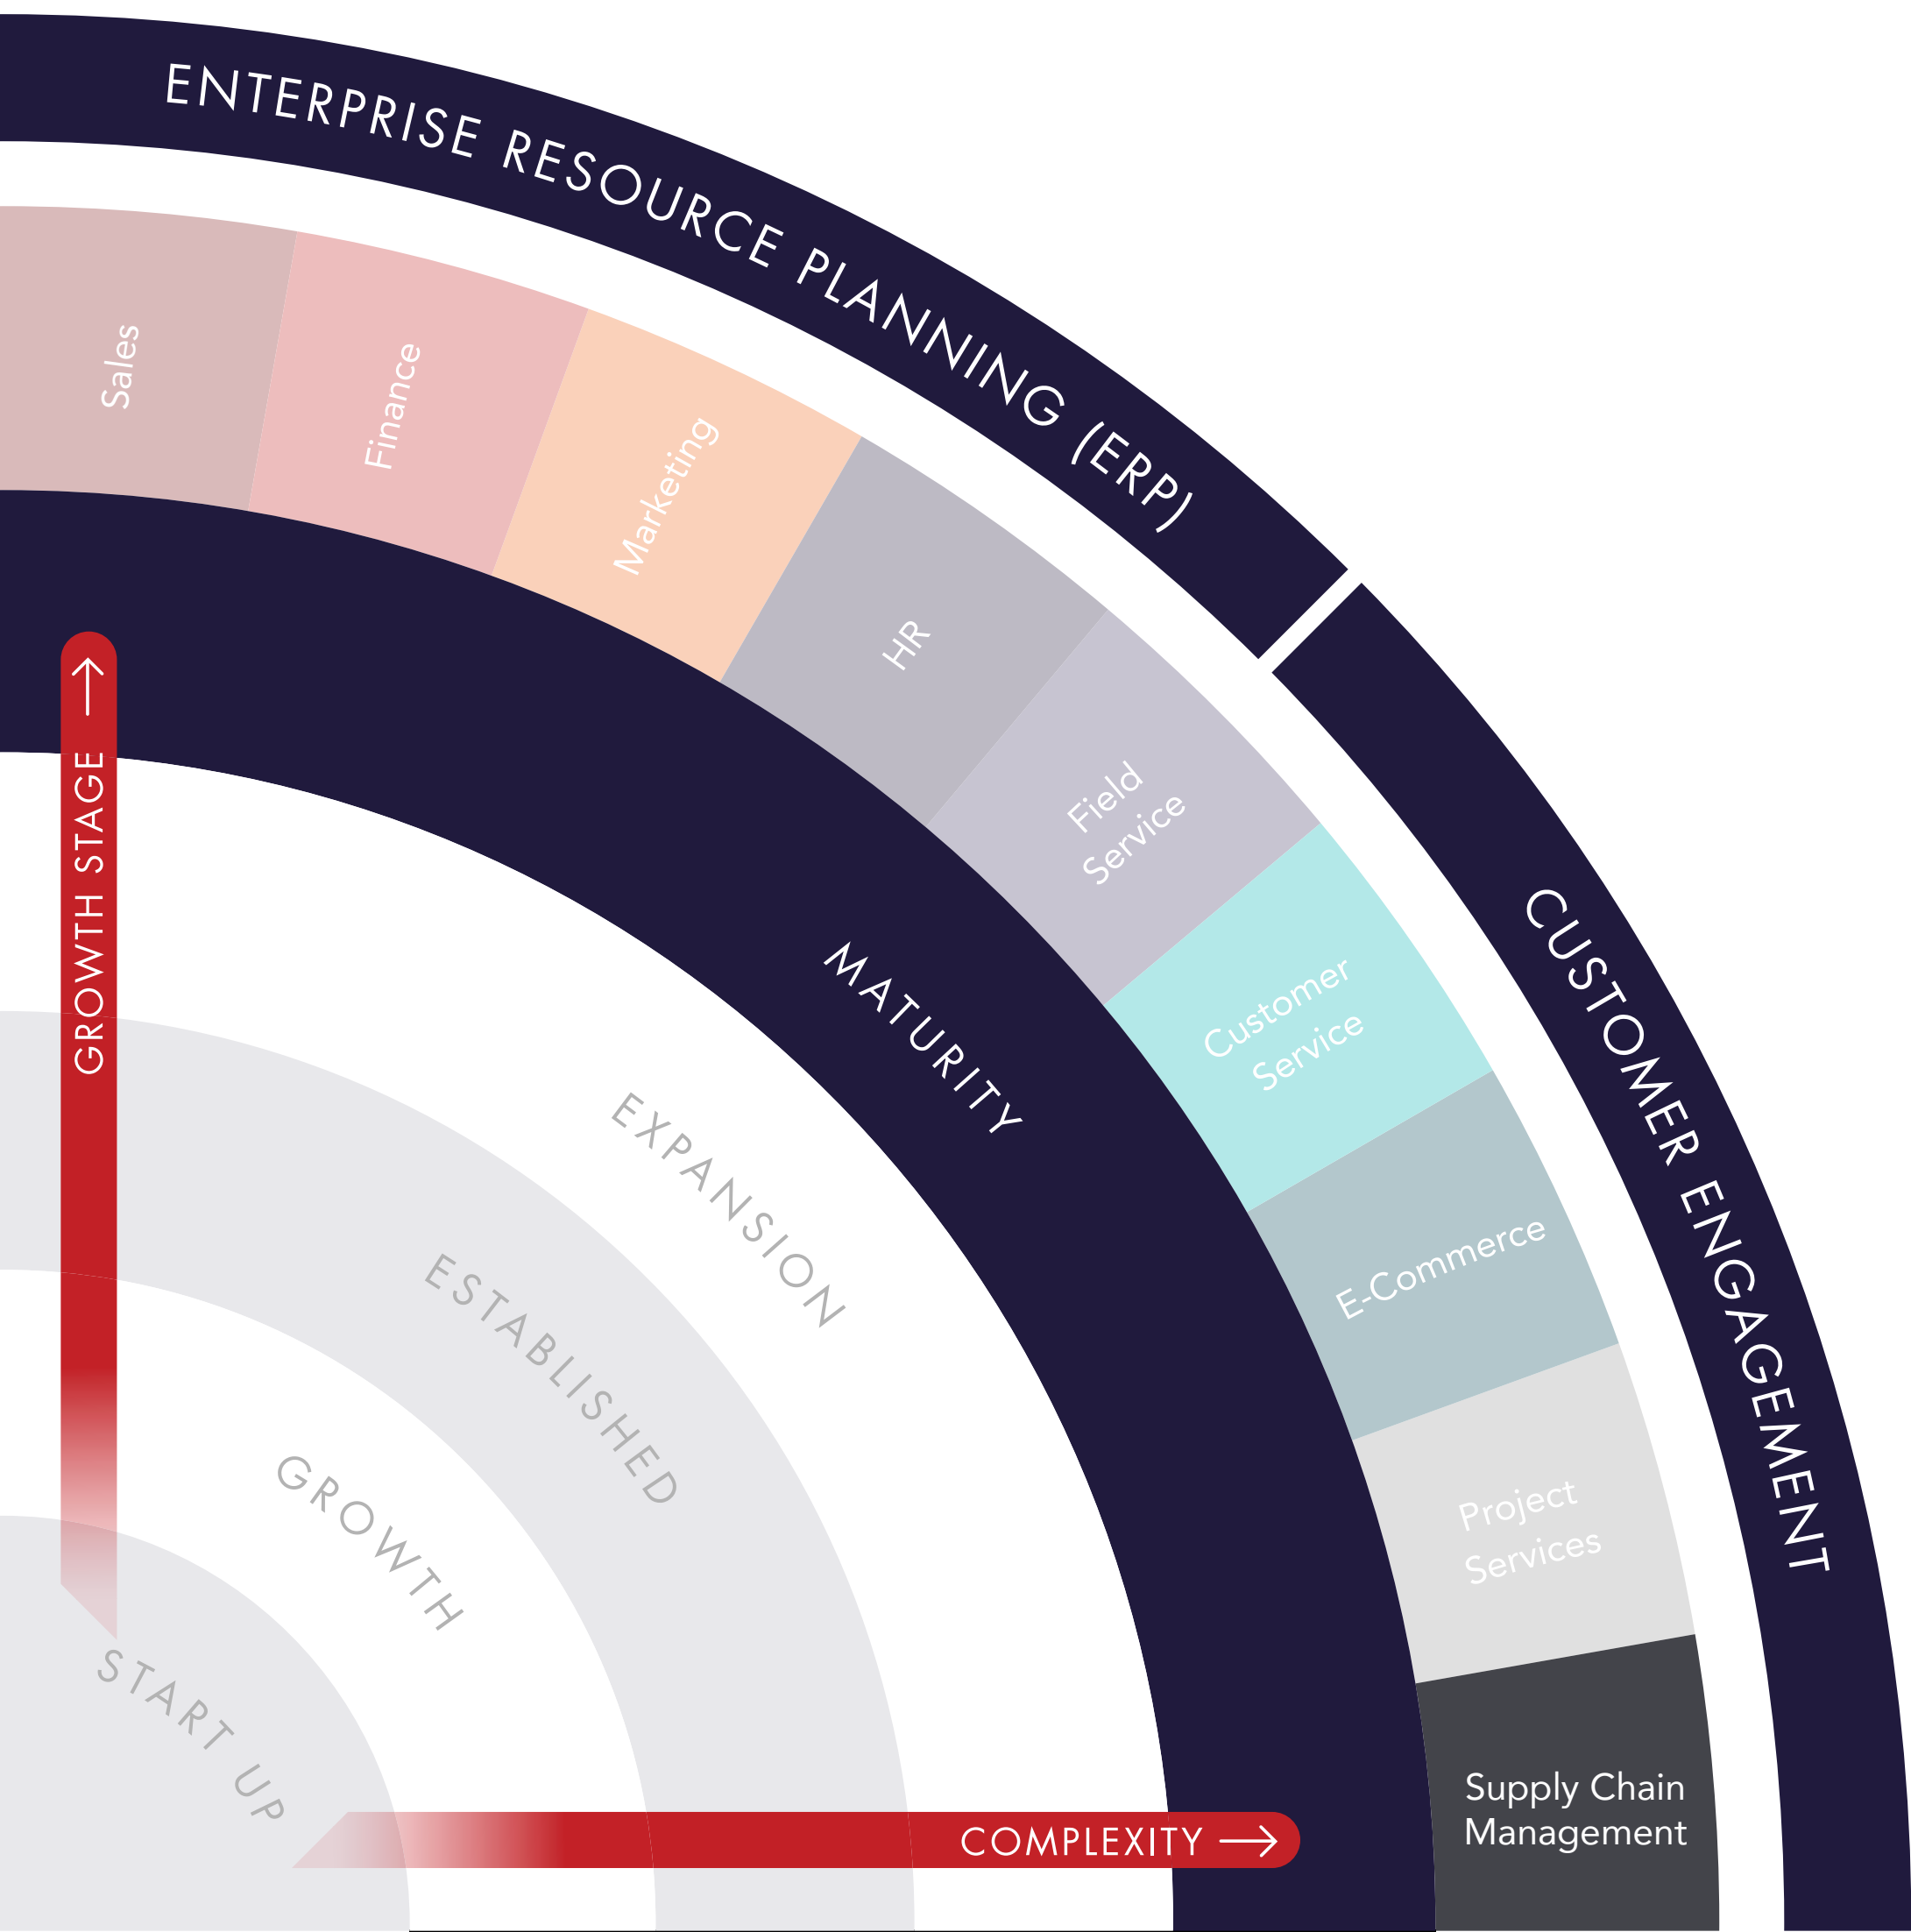 ENTERPRISE RESOURCE PLANNING (ERP)
CUSTOMER ENGAGEMENT
Sales
Finance
Marketing
HR
Field
Service
Customer
Service
E-Commerce
Project
Services
Supply Chain
Management
MATURITY
EXPANSION
ESTABLISHED
GROWTH
START UP
GROWTH STAGE
COMPLEXITY